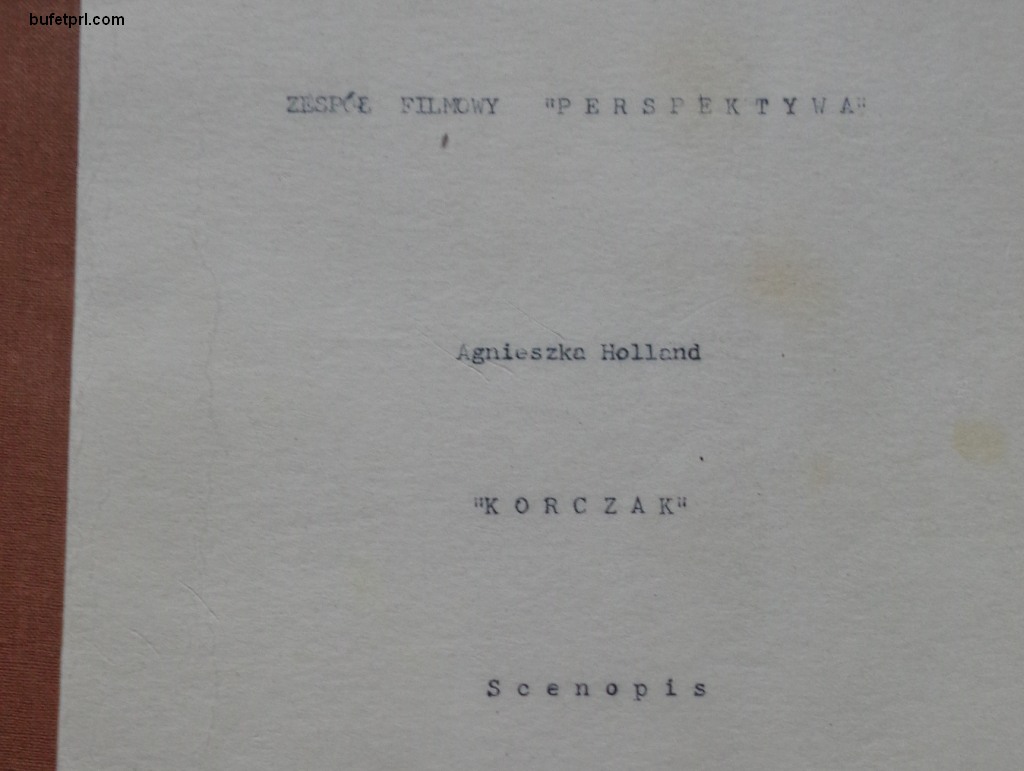 bufetprl.com
ZESPÓŁ FILMOWY "P E R S P E K T Y W A"
Agnieszka Holland
"K O R C Z A K"
S c e n o p i s